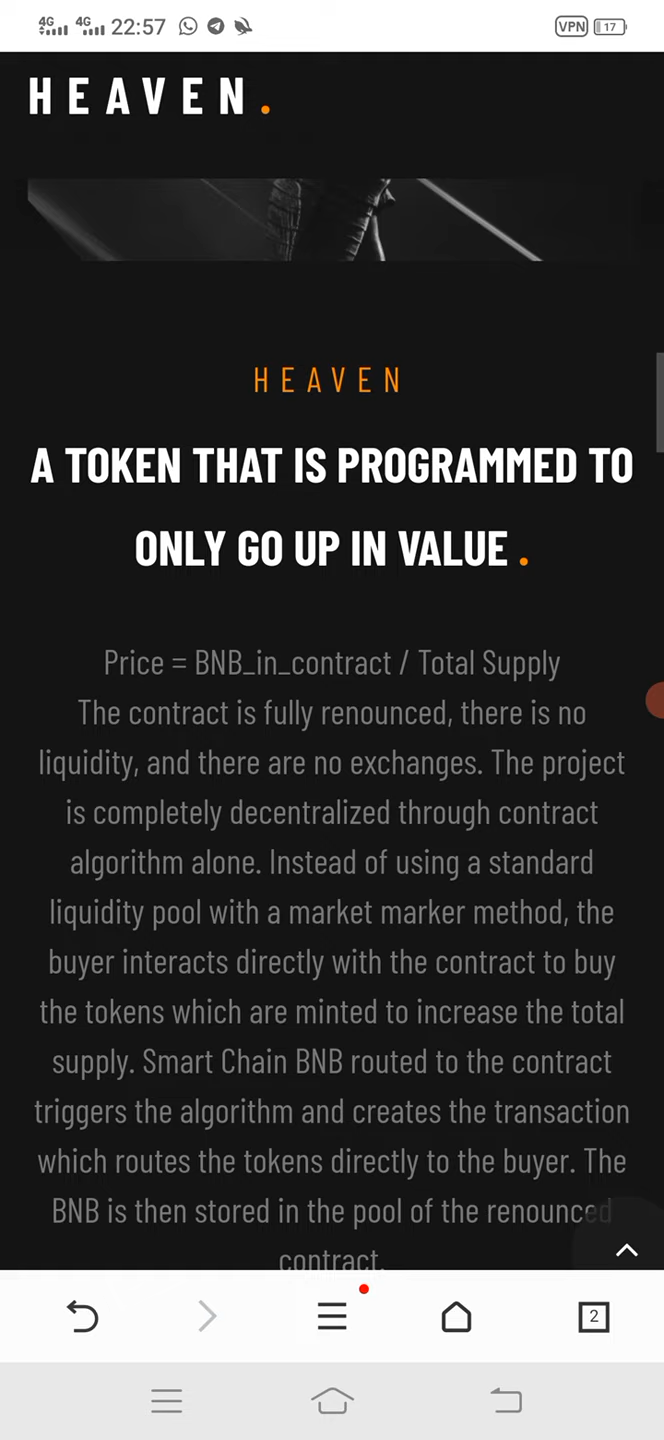 4G 4G 22:57 VPN 17
HEAVEN.
HEAVEN
A TOKEN THAT IS PROGRAMMED TO
ONLY GO UP IN VALUE .
Price = BNB_in_contract / Total Supply
The contract is fully renounced, there is no
liquidity, and there are no exchanges. The project
is completely decentralized through contract
algorithm alone. Instead of using a standard
liquidity pool with a market marker method, the
buyer interacts directly with the contract to buy
the tokens which are minted to increase the total
supply. Smart Chain BNB routed to the contract
triggers the algorithm and creates the transaction
which routes the tokens directly to the buyer. The
BNB is then stored in the pool of the renounced
contract.
2